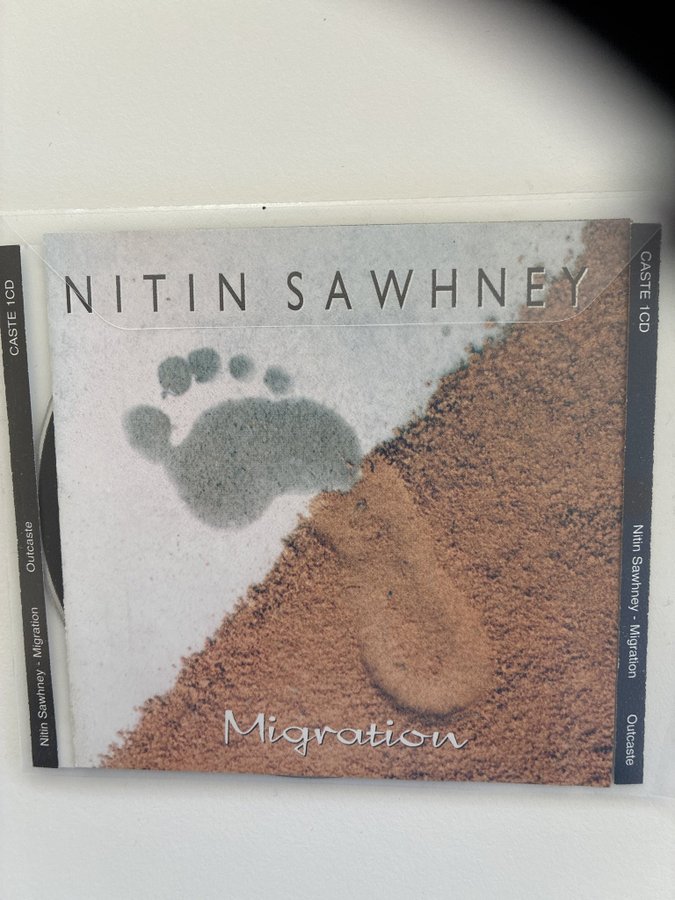 NITIN SAWHNEY
Migration
CASTE 1CD
Outcaste
Nitin Sawhney - Migration
CASTE 1CD
Nitin Sawhney - Migration
Outcaste